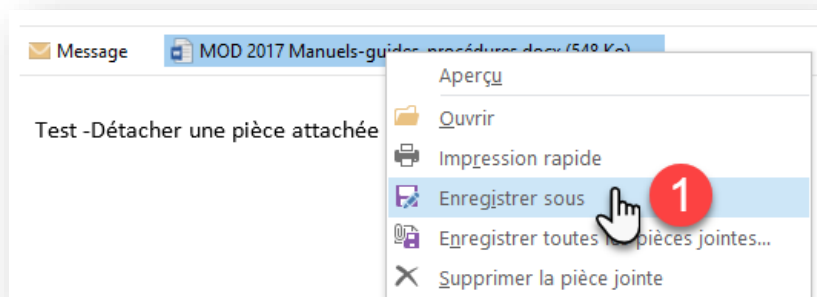 Message
MOD 2017 Manuels-guides-procédures.docx (548 Ko)
Aperçu
Test -Détacher une pièce attachée
Ouvrir
Impression rapide
Enregistrer sous
1
Enregistrer toutes les pièces jointes...
Supprimer la pièce jointe